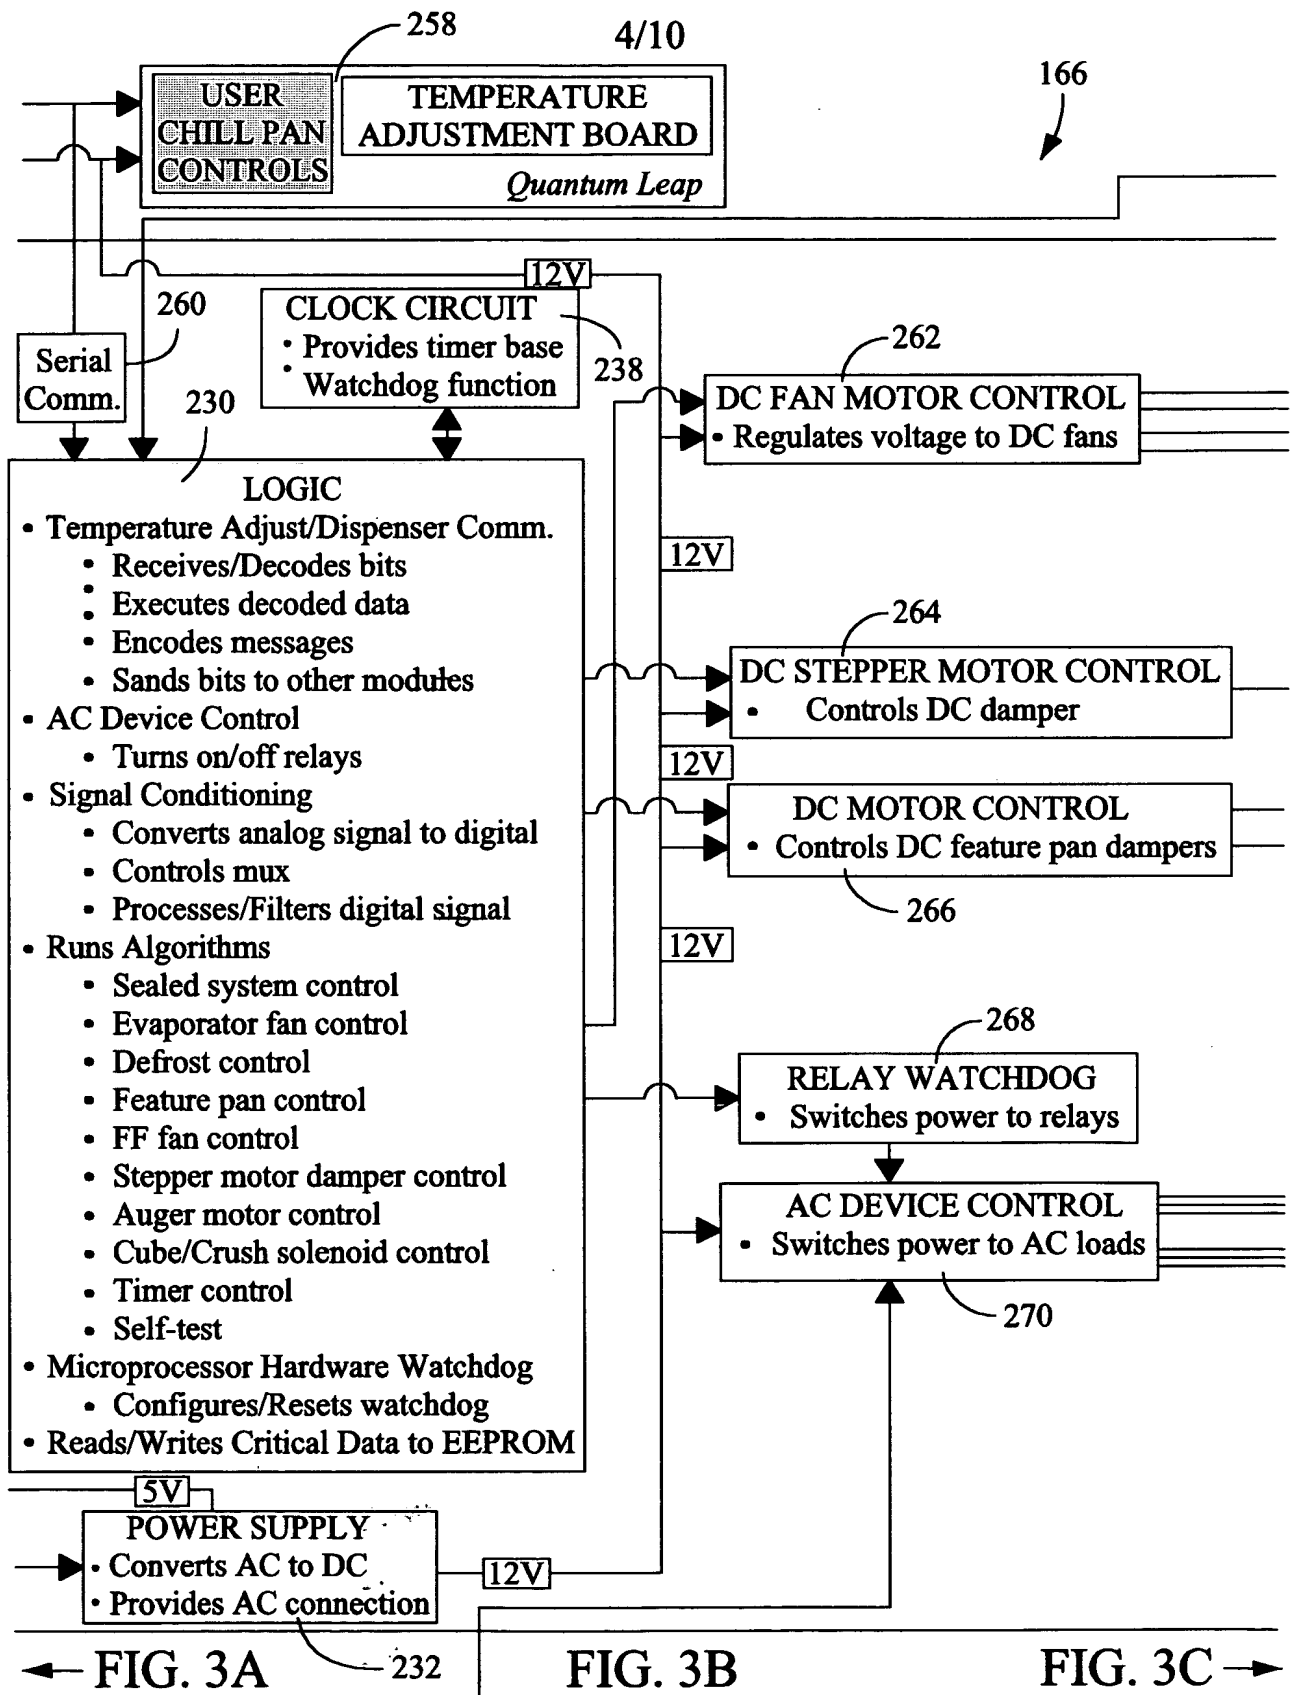 4/10
258
166
USER
CHILL PAN
CONTROLS
TEMPERATURE
ADJUSTMENT BOARD
Quantum Leap
12V
260
Serial
Comm.
CLOCK CIRCUIT
• Provides timer base
• Watchdog function
238
230
262
DC FAN MOTOR CONTROL
• Regulates voltage to DC fans
LOGIC
• Temperature Adjust/Dispenser Comm.
• Receives/Decodes bits
• Executes decoded data
• Encodes messages
• Sands bits to other modules
• AC Device Control
• Turns on/off relays
• Signal Conditioning
• Converts analog signal to digital
• Controls mux
• Processes/Filters digital signal
• Runs Algorithms
• Sealed system control
• Evaporator fan control
• Defrost control
• Feature pan control
• FF fan control
• Stepper motor damper control
• Auger motor control
• Cube/Crush solenoid control
• Timer control
• Self-test
• Microprocessor Hardware Watchdog
• Configures/Resets watchdog
• Reads/Writes Critical Data to EEPROM
12V
264
DC STEPPER MOTOR CONTROL
• Controls DC damper
12V
DC MOTOR CONTROL
• Controls DC feature pan dampers
266
12V
268
RELAY WATCHDOG
• Switches power to relays
AC DEVICE CONTROL
• Switches power to AC loads
270
5V
POWER SUPPLY
• Converts AC to DC
• Provides AC connection
12V
232
FIG. 3A
FIG. 3B
FIG. 3C